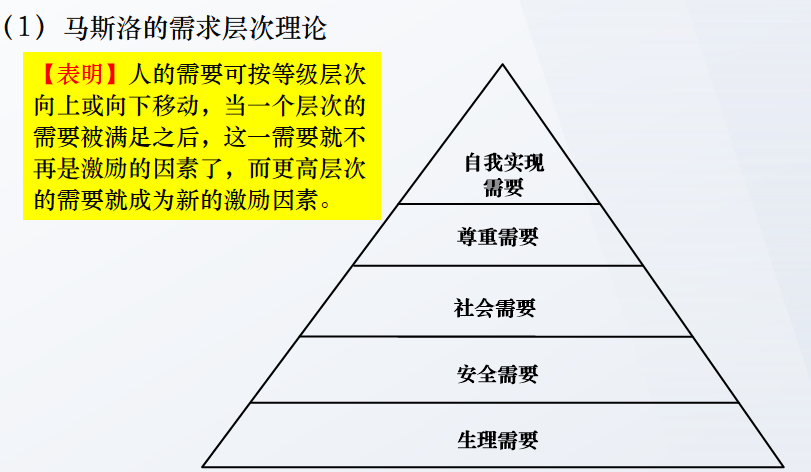 (1) 马斯洛的需求层次理论
【表明】人的需要可按等级层次
向上或向下移动，当一个层次的
需要被满足之后，这一需要就不
再是激励的因素了，而更高层次
的需要就成为新的激励因素。
自我实现
需要
尊重需要
社会需要
安全需要
生理需要